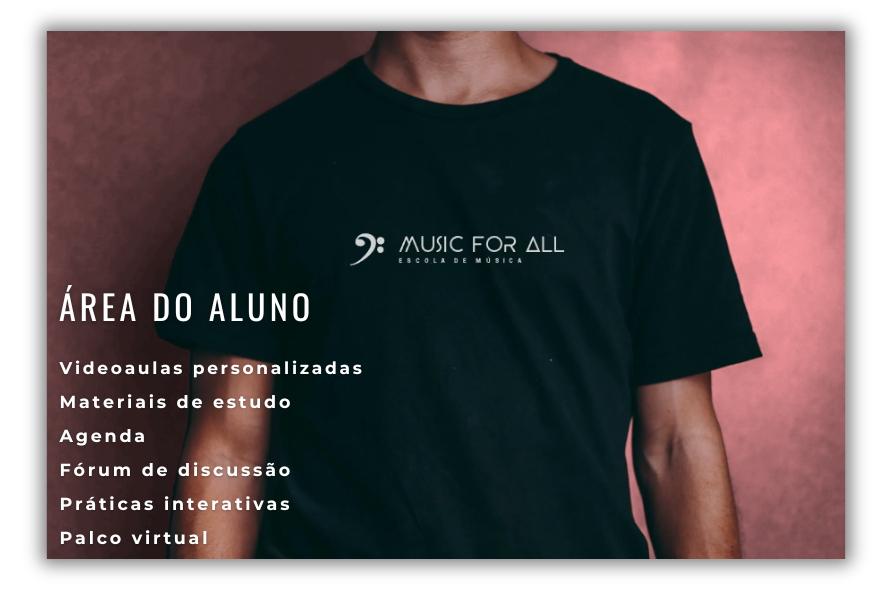 MUSIC FOR ALL
ESCOLA DE MÚSICA
ÁREA DO ALUNO
Videoaulas personalizadas
Materiais de estudo
Agenda
Fórum de discussão
Práticas interativas
Palco virtual